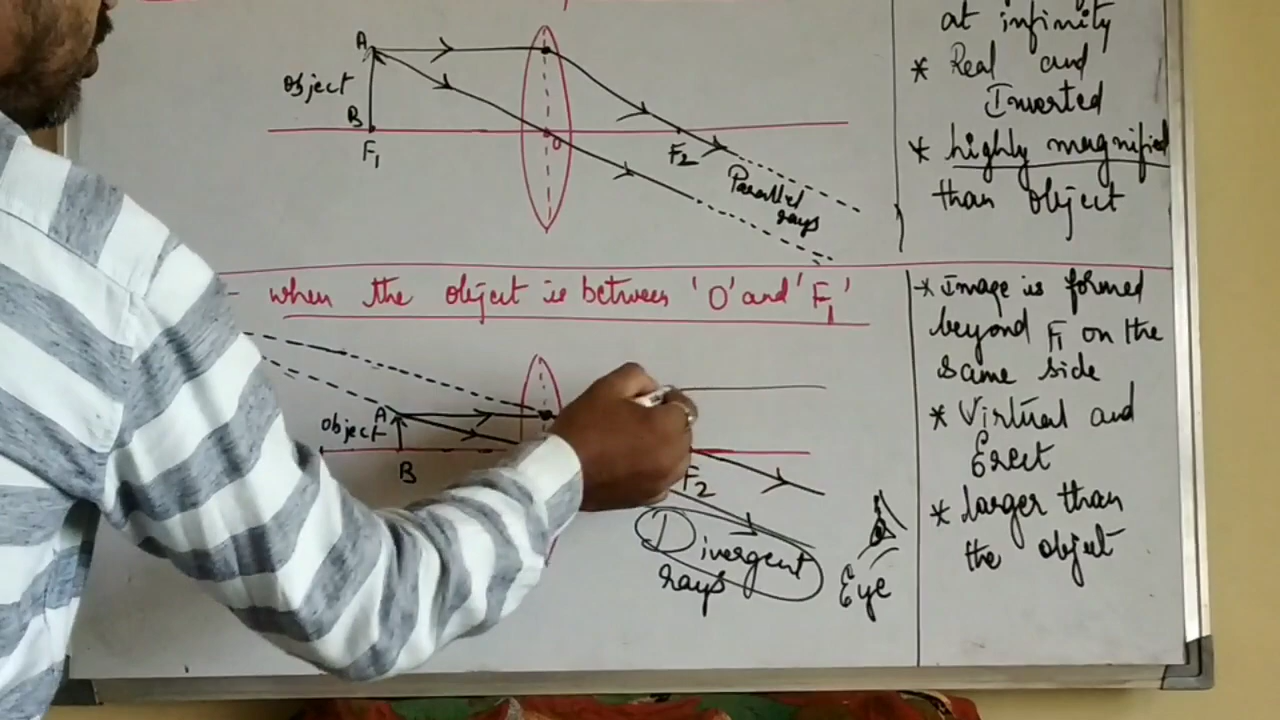 at infinity
* Real and
Inverted
* highly magnified
than object
A
object
B
F1
O
F2
Parallel
rays
- when the object is between 'O' and 'F1'
A
object
B
F2
Divergent
rays
Eye
* Image is formed
beyond F1 on the
same side
* Virtual and
Erect
* larger than
the object